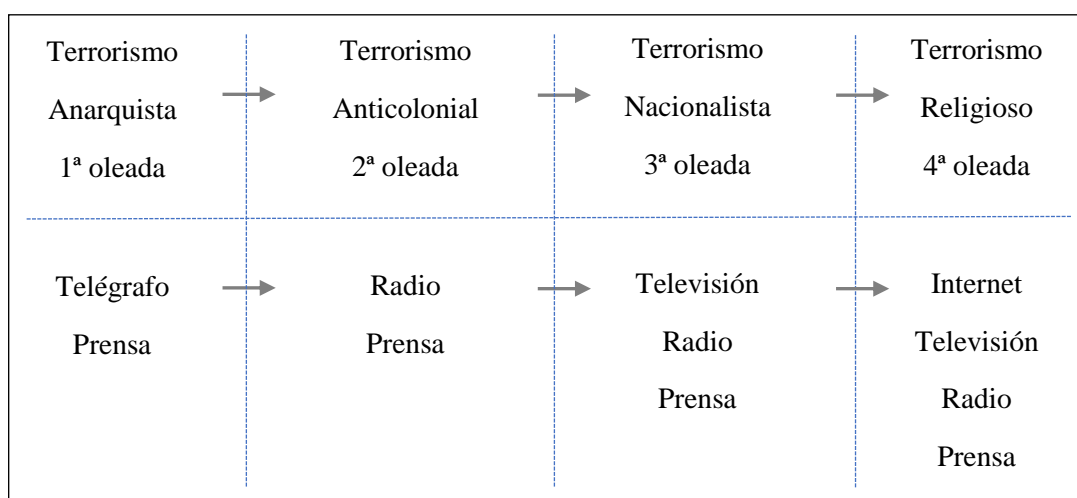 Terrorismo
Anarquista
1ª oleada
Terrorismo
Anticolonial
2ª oleada
Terrorismo
Nacionalista
3ª oleada
Terrorismo
Religioso
4ª oleada
Telégrafo
Prensa
Radio
Prensa
Televisión
Radio
Prensa
Internet
Televisión
Radio
Prensa